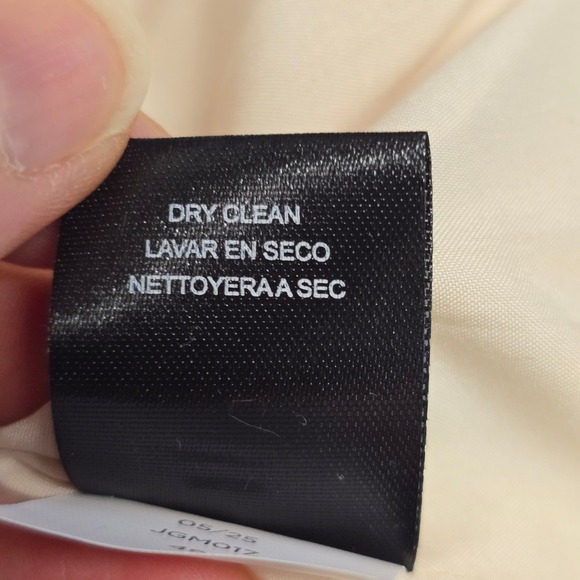 DRY CLEAN
LAVAR EN SECO
NETTOYERA A SEC
05/25
JGM017